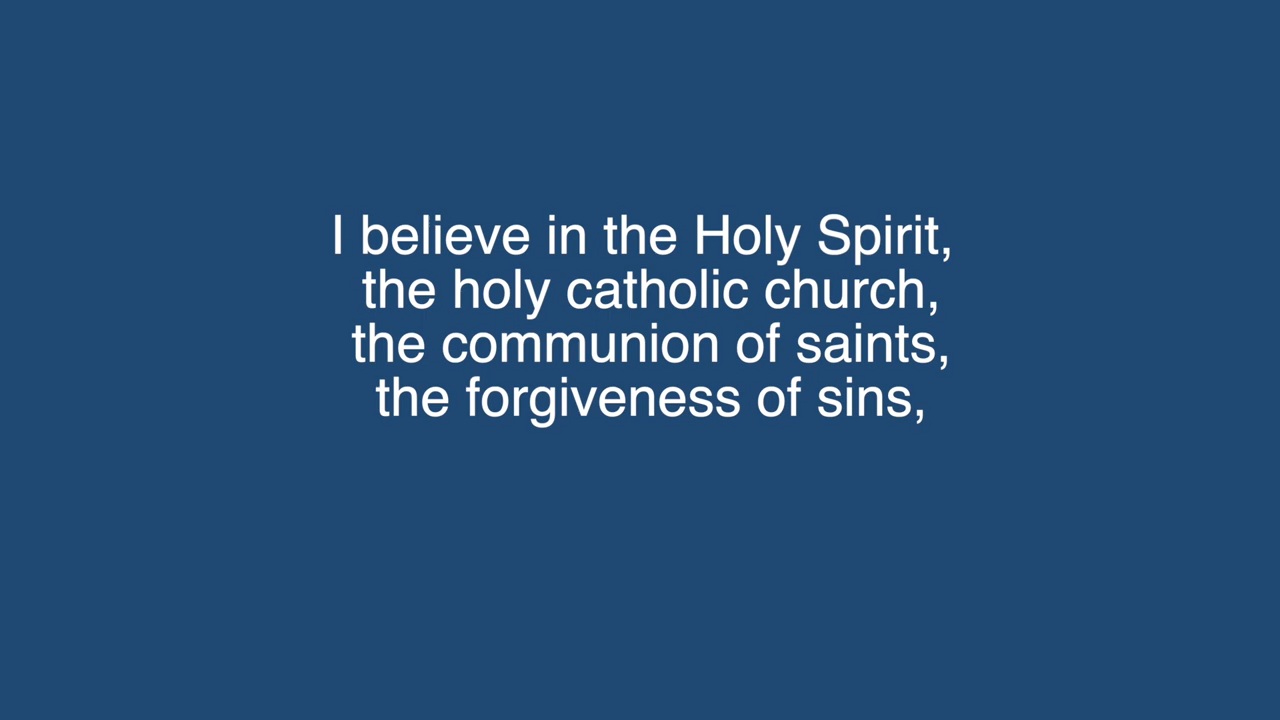 I believe in the Holy Spirit,
the holy catholic church,
the communion of saints,
the forgiveness of sins,